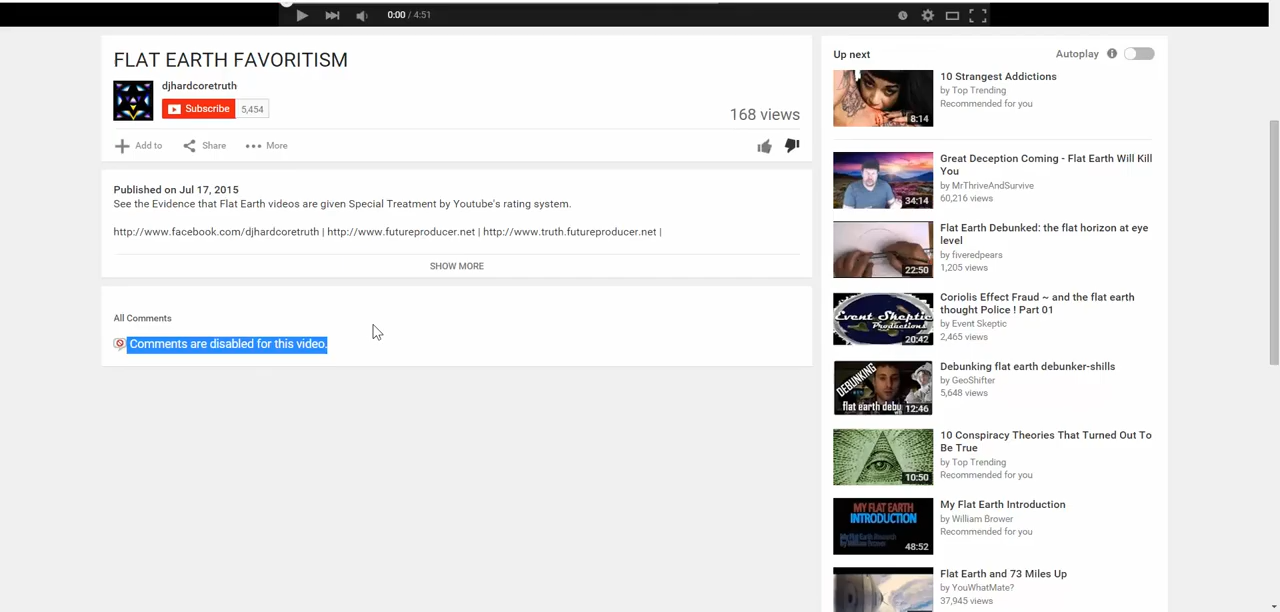 0:00 / 4:51
FLAT EARTH FAVORITISM
djhardcoretruth
Subscribe 5,454
168 views
Add to Share More
Published on Jul 17, 2015
See the Evidence that Flat Earth videos are given Special Treatment by Youtube's rating system.
http://www.facebook.com/djhardcoretruth | http://www.futureproducer.net | http://www.truth.futureproducer.net |
SHOW MORE
All Comments
Comments are disabled for this video.
Up next Autoplay
8:14
10 Strangest Addictions
by Top Trending
Recommended for you
34:14
Great Deception Coming - Flat Earth Will Kill
You
by MrThriveAndSurvive
60,216 views
22:50
Flat Earth Debunked: the flat horizon at eye
level
by fiveredpears
1,205 views
Event Skeptic
Productions
20:42
Coriolis Effect Fraud ~ and the flat earth
thought Police ! Part 01
by Event Skeptic
2,465 views
DEBUNKING
flat earth debu
12:46
Debunking flat earth debunker-shills
by GeoShifter
5,648 views
10:50
10 Conspiracy Theories That Turned Out To
Be True
by Top Trending
Recommended for you
MY FLAT EARTH
INTRODUCTION
48:52
My Flat Earth Introduction
by William Brower
Recommended for you
Flat Earth and 73 Miles Up
by YouWhatMate?
37,945 views